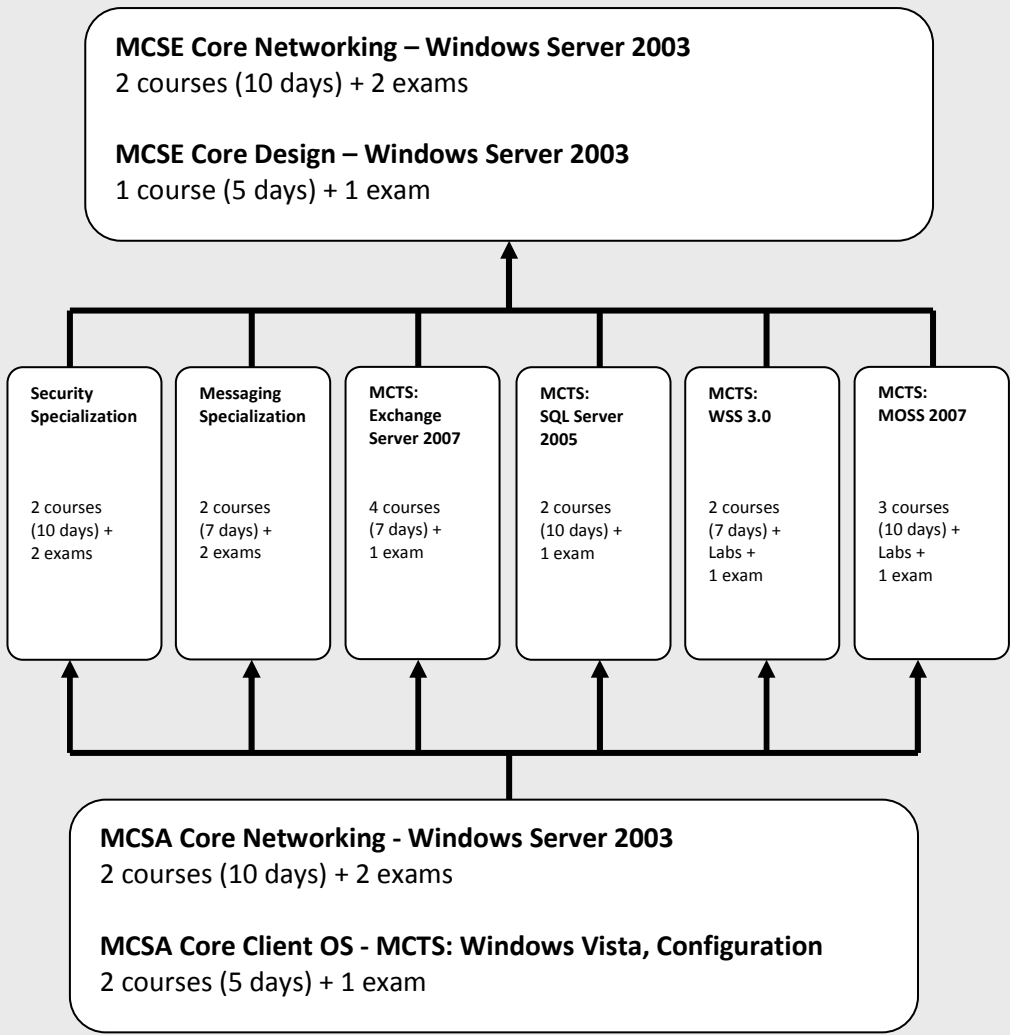 MCSE Core Networking – Windows Server 2003
2 courses (10 days) + 2 exams
MCSE Core Design – Windows Server 2003
1 course (5 days) + 1 exam
Security
Specialization
2 courses
(10 days) +
2 exams
Messaging
Specialization
2 courses
(7 days) +
2 exams
MCTS:
Exchange
Server 2007
4 courses
(7 days) +
1 exam
MCTS:
SQL Server
2005
2 courses
(10 days) +
1 exam
MCTS:
WSS 3.0
2 courses
(7 days) +
Labs +
1 exam
MCTS:
MOSS 2007
3 courses
(10 days) +
Labs +
1 exam
MCSA Core Networking - Windows Server 2003
2 courses (10 days) + 2 exams
MCSA Core Client OS - MCTS: Windows Vista, Configuration
2 courses (5 days) + 1 exam